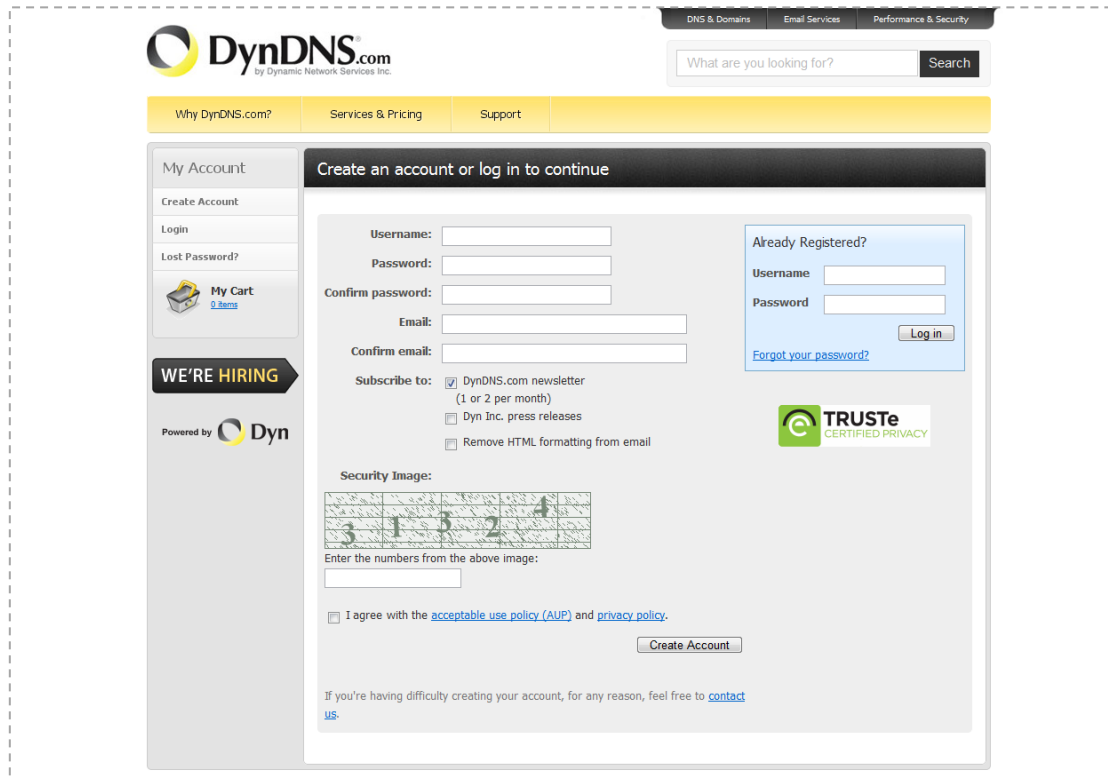 DNS & Domains Email Services Performance & Security
DynDNS.com
by Dynamic Network Services Inc.
What are you looking for? Search
Why DynDNS.com? Services & Pricing Support
My Account
Create Account
Login
Lost Password?
My Cart
0 items
WE'RE HIRING
Powered by Dyn
Create an account or log in to continue
Username:
Password:
Confirm password:
Email:
Confirm email:
Subscribe to: DynDNS.com newsletter
(1 or 2 per month)
Dyn Inc. press releases
Remove HTML formatting from email
Security Image:
3 1 3 2 4
Enter the numbers from the above image:
I agree with the acceptable use policy (AUP) and privacy policy.
Create Account
If you're having difficulty creating your account, for any reason, feel free to contact
us.
Already Registered?
Username
Password
Log in
Forgot your password?
TRUSTe
CERTIFIED PRIVACY